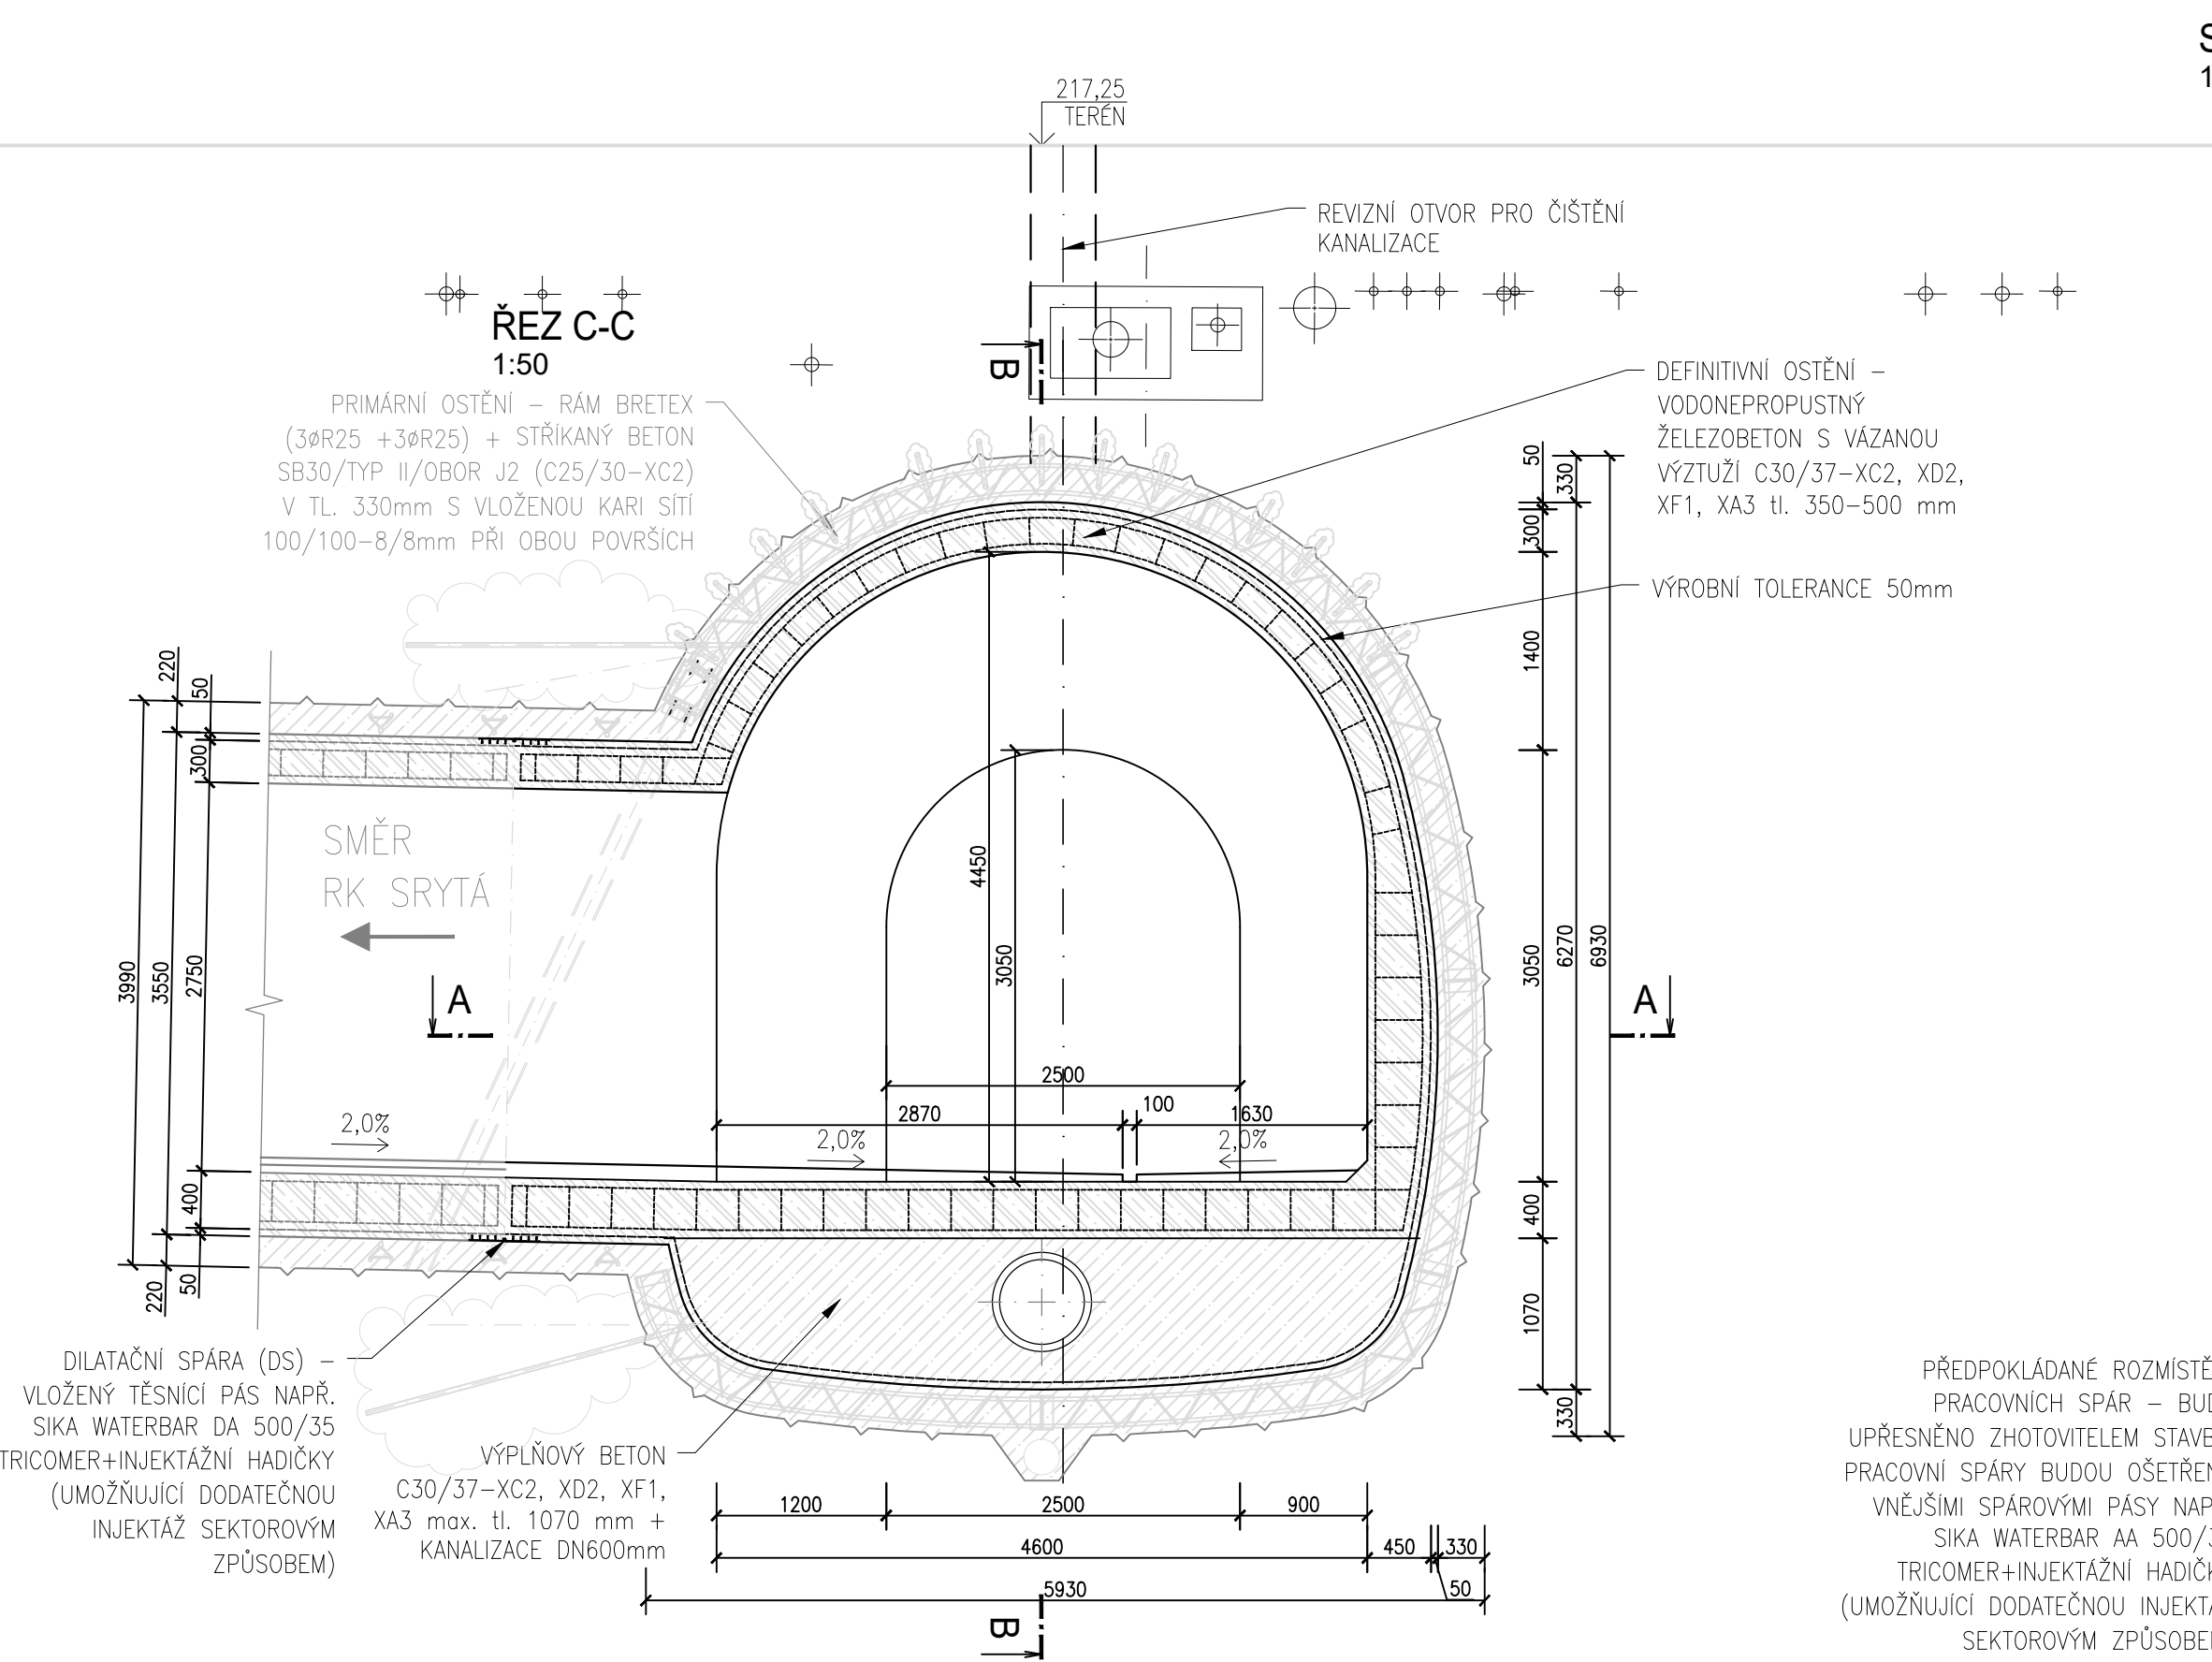 217,25
TERÉN
REVIZNÍ OTVOR PRO ČIŠTĚNÍ
KANALIZACE
ŘEZ C-C
1:50
B
PRIMÁRNÍ OSTĚNÍ – RÁM BRETEX
(3øR25 +3øR25) + STŘÍKANÝ BETON
SB30/TYP II/OBOR J2 (C25/30-XC2)
V TL. 330mm S VLOŽENOU KARI SÍTÍ
100/100-8/8mm PŘI OBOU POVRŠÍCH
DEFINITIVNÍ OSTĚNÍ –
VODONEPROPUSTNÝ
ŽELEZOBETON S VÁZANOU
VÝZTUŽÍ C30/37-XC2, XD2,
XF1, XA3 tl. 350-500 mm
VÝROBNÍ TOLERANCE 50mm
50
330
300
1400
3050
6270
6930
400
1070
330
220
50
300
3990
3550
2750
400
50
220
SMĚR
RK SRYTÁ
A
A
4450
3050
2500
2870
100
1630
2,0%
2,0%
2,0%
DILATAČNÍ SPÁRA (DS) –
VLOŽENÝ TĚSNÍCÍ PÁS NAPŘ.
SIKA WATERBAR DA 500/35
TRICOMER+INJEKTÁŽNÍ HADIČKY
(UMOŽŇUJÍCÍ DODATEČNOU
INJEKTÁŽ SEKTOROVÝM
ZPŮSOBEM)
VÝPLŇOVÝ BETON
C30/37-XC2, XD2, XF1,
XA3 max. tl. 1070 mm +
KANALIZACE DN600mm
1200
2500
900
4600
450
330
5930
50
B
PŘEDPOKLÁDANÉ ROZMÍSTĚ
PRACOVNÍCH SPÁR – BUD
UPŘESNĚNO ZHOTOVITELEM STAVB
PRACOVNÍ SPÁRY BUDOU OŠETŘEN
VNĚJŠÍMI SPÁROVÝMI PÁSY NAP
SIKA WATERBAR AA 500/3
TRICOMER+INJEKTÁŽNÍ HADIČK
(UMOŽŇUJÍCÍ DODATEČNOU INJEKTÁ
SEKTOROVÝM ZPŮSOBE